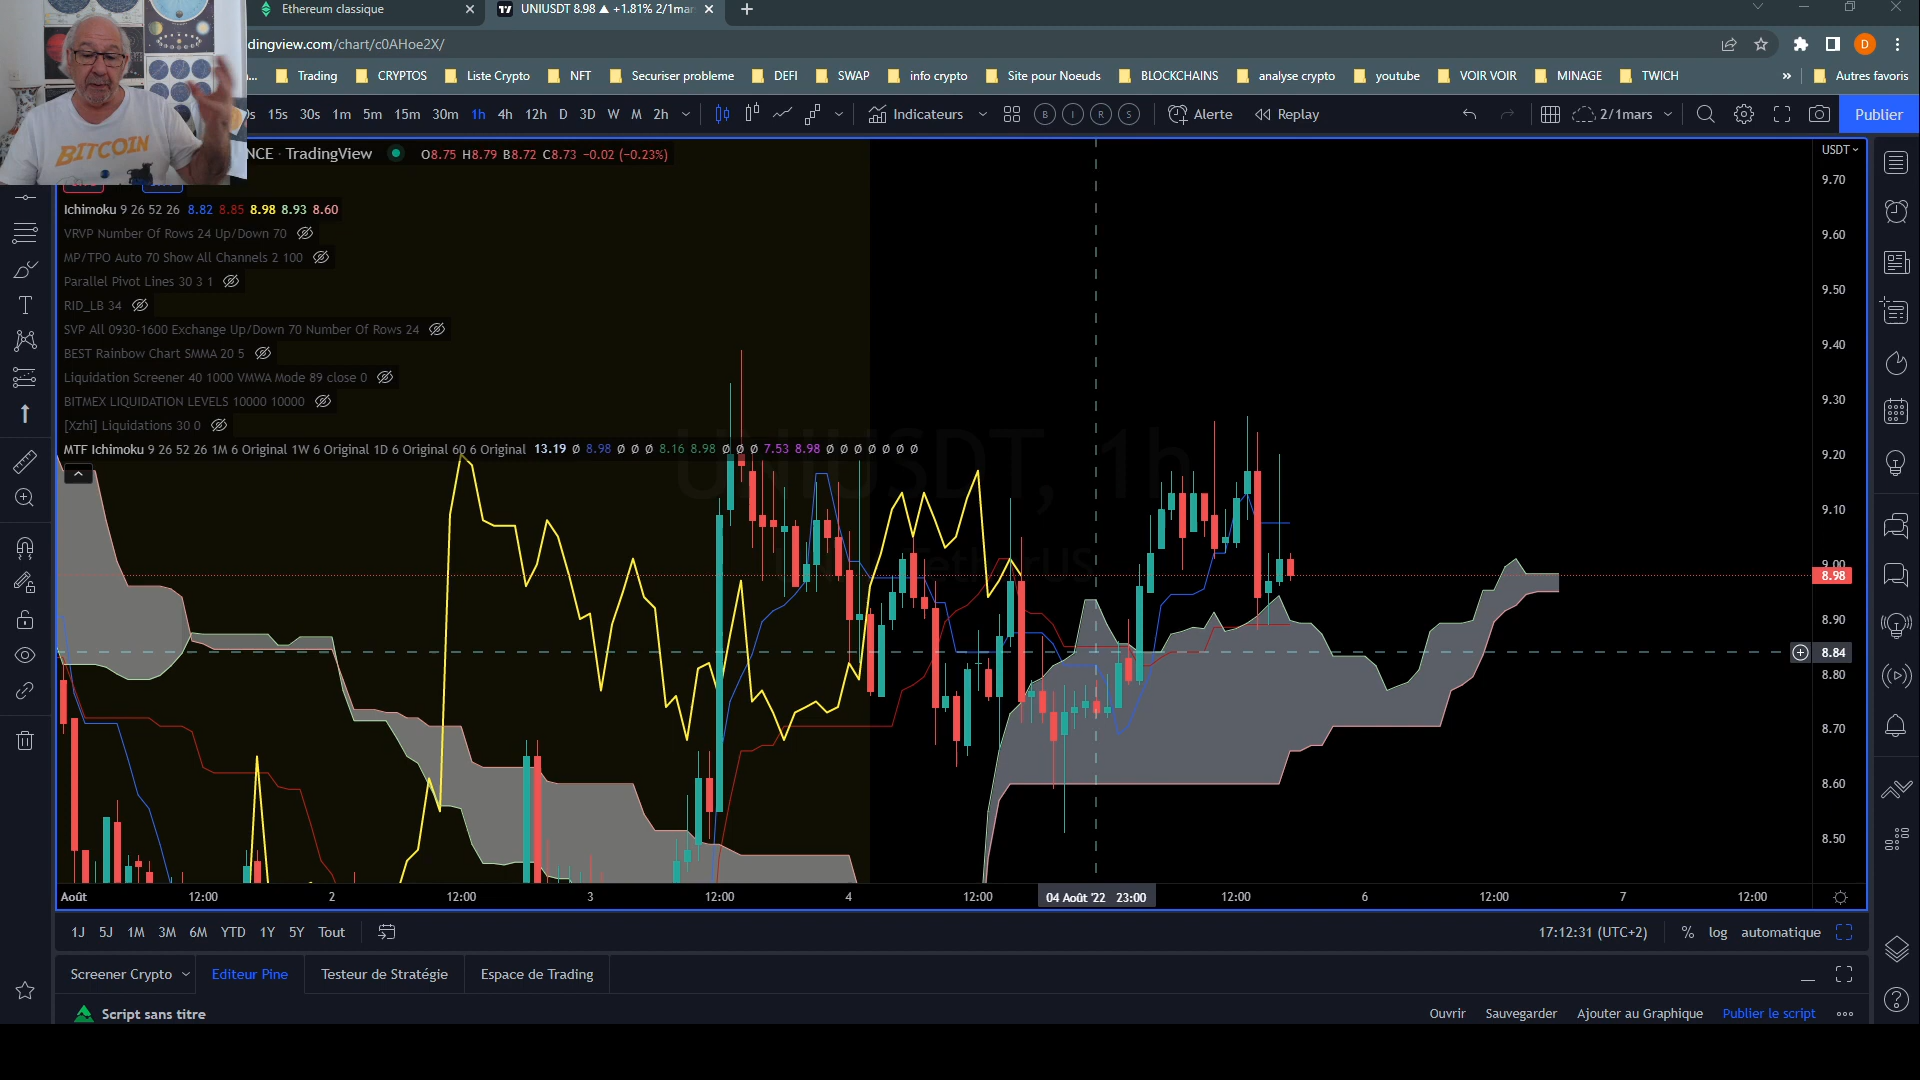 Ethereum classique
UNIUSDT 8.98 ▲ +1.81% 2/1mar
dingview.com/chart/c0AHoe2X/
D
Trading
CRYPTOS
Liste Crypto
NFT
Securiser probleme
DEFI
SWAP
info crypto
Site pour Noeuds
BLOCKCHAINS
analyse crypto
youtube
VOIR VOIR
MINAGE
TWICH
»
Autres favoris
15s 30s 1m 5m 15m 30m 1h 4h 12h D 3D W M 2h
Indicateurs
B I R S
Alerte
Replay
2/1mars
Publier
BITCOIN
NCE · TradingView
O8.75 H8.79 B8.72 C8.73 −0.02 (−0.23%)
USDT
Ichimoku 9 26 52 26 8.82 8.85 8.98 8.93 8.60
VRVP Number Of Rows 24 Up/Down 70
MP/TPO Auto 70 Show All Channels 2 100
Parallel Pivot Lines 30 3 1
RID_LB 34
SVP All 0930-1600 Exchange Up/Down 70 Number Of Rows 24
BEST Rainbow Chart SMMA 20 5
Liquidation Screener 40 1000 VMWA Mode 89 close 0
BITMEX LIQUIDATION LEVELS 10000 10000
[Xzhi] Liquidations 30 0
MTF Ichimoku 9 26 52 26 1M 6 Original 1W 6 Original 1D 6 Original 60 6 Original 13.19 ø 8.98 ø ø ø 8.16 8.98 ø ø ø 7.53 8.98 ø ø ø ø ø ø ø
UNIUSDT, 1h
9.70
9.60
9.50
9.40
9.30
9.20
9.10
9.00
8.98
8.90
8.84
8.80
8.70
8.60
8.50
Août 12:00 2 12:00 3 12:00 4 12:00 04 Août '22 23:00 12:00 6 12:00 7 12:00
1J 5J 1M 3M 6M YTD 1Y 5Y Tout
17:12:31 (UTC+2)
% log automatique
Screener Crypto
Editeur Pine
Testeur de Stratégie
Espace de Trading
Script sans titre
Ouvrir
Sauvegarder
Ajouter au Graphique
Publier le script